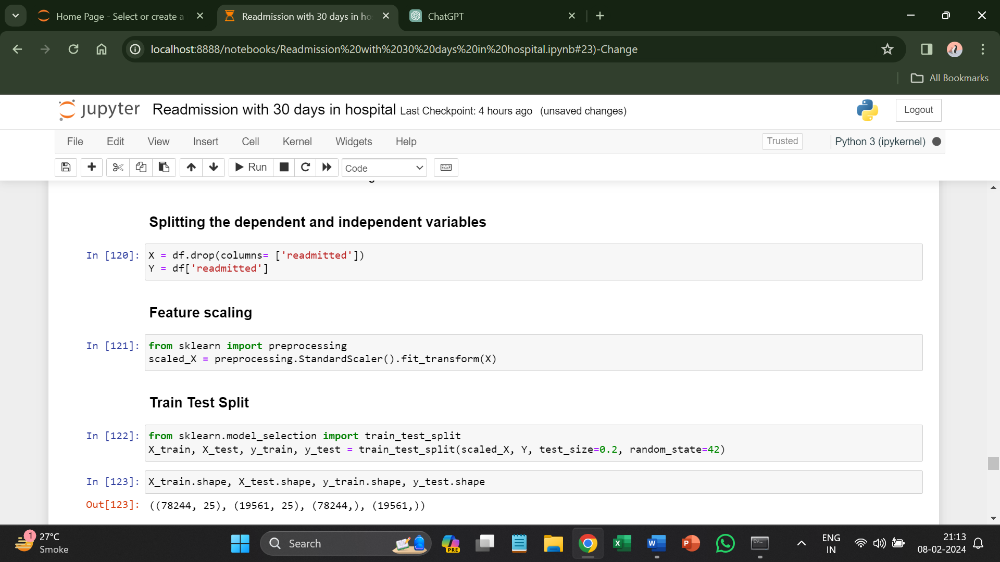 Home Page - Select or create a
Readmission with 30 days in ho
ChatGPT
localhost:8888/notebooks/Readmission%20with%2030%20days%20in%20hospital.ipynb#23)-Change
All Bookmarks
jupyter Readmission with 30 days in hospital Last Checkpoint: 4 hours ago (unsaved changes)
Logout
File Edit View Insert Cell Kernel Widgets Help
Trusted
Python 3 (ipykernel)
Run
Code
Splitting the dependent and independent variables
In [120]: X = df.drop(columns= ['readmitted'])
Y = df['readmitted']
Feature scaling
In [121]: from sklearn import preprocessing
scaled_X = preprocessing.StandardScaler().fit_transform(X)
Train Test Split
In [122]: from sklearn.model_selection import train_test_split
X_train, X_test, y_train, y_test = train_test_split(scaled_X, Y, test_size=0.2, random_state=42)
In [123]: X_train.shape, X_test.shape, y_train.shape, y_test.shape
Out[123]: ((78244, 25), (19561, 25), (78244,), (19561,))
1
27°C
Smoke
Search
PRE
ENG
IN
21:13
08-02-2024